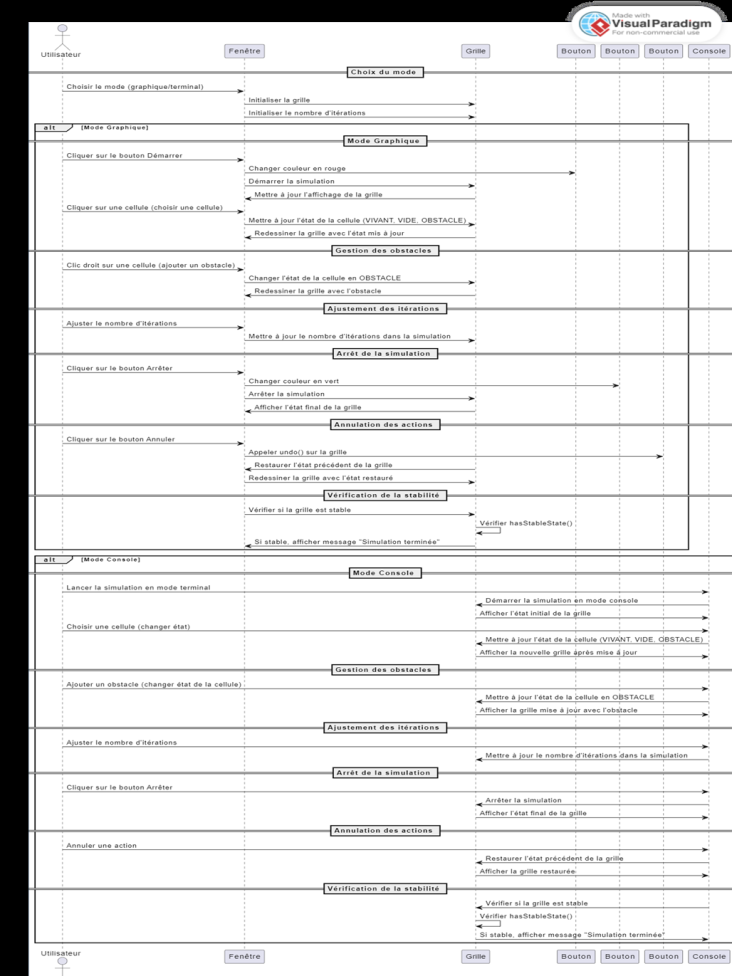 Made with
Visual Paradigm
For non-commercial use
Utilisateur
Fenêtre
Grille
Bouton
Bouton
Bouton
Console
Choix du mode
Choisir le mode (graphique/terminal)
Initialiser la grille
Initialiser le nombre d'itérations
alt [Mode Graphique]
Mode Graphique
Cliquer sur le bouton Démarrer
Changer couleur en rouge
Démarrer la simulation
Mettre à jour l'affichage de la grille
Cliquer sur une cellule (choisir une cellule)
Mettre à jour l'état de la cellule (VIVANT, VIDE, OBSTACLE)
Redessiner la grille avec l'état mis à jour
Gestion des obstacles
Clic droit sur une cellule (ajouter un obstacle)
Changer l'état de la cellule en OBSTACLE
Redessiner la grille avec l'obstacle
Ajustement des itérations
Ajuster le nombre d'itérations
Mettre à jour le nombre d'itérations dans la simulation
Arrêt de la simulation
Cliquer sur le bouton Arrêter
Changer couleur en vert
Arrêter la simulation
Afficher l'état final de la grille
Annulation des actions
Cliquer sur le bouton Annuler
Appeler undo() sur la grille
Restaurer l'état précédent de la grille
Redessiner la grille avec l'état restauré
Vérification de la stabilité
Vérifier si la grille est stable
Vérifier hasStableState()
Si stable, afficher message "Simulation terminée"
alt [Mode Console]
Mode Console
Lancer la simulation en mode terminal
Démarrer la simulation en mode console
Afficher l'état initial de la grille
Choisir une cellule (changer état)
Mettre à jour l'état de la cellule (VIVANT, VIDE, OBSTACLE)
Afficher la nouvelle grille après mise à jour
Gestion des obstacles
Ajouter un obstacle (changer état de la cellule)
Mettre à jour l'état de la cellule en OBSTACLE
Afficher la grille mise à jour avec l'obstacle
Ajustement des itérations
Ajuster le nombre d'itérations
Mettre à jour le nombre d'itérations dans la simulation
Arrêt de la simulation
Cliquer sur le bouton Arrêter
Arrêter la simulation
Afficher l'état final de la grille
Annulation des actions
Annuler une action
Restaurer l'état précédent de la grille
Afficher la grille restaurée
Vérification de la stabilité
Vérifier si la grille est stable
Vérifier hasStableState()
Si stable, afficher message "Simulation terminée"
Utilisateur
Fenêtre
Grille
Bouton
Bouton
Bouton
Console